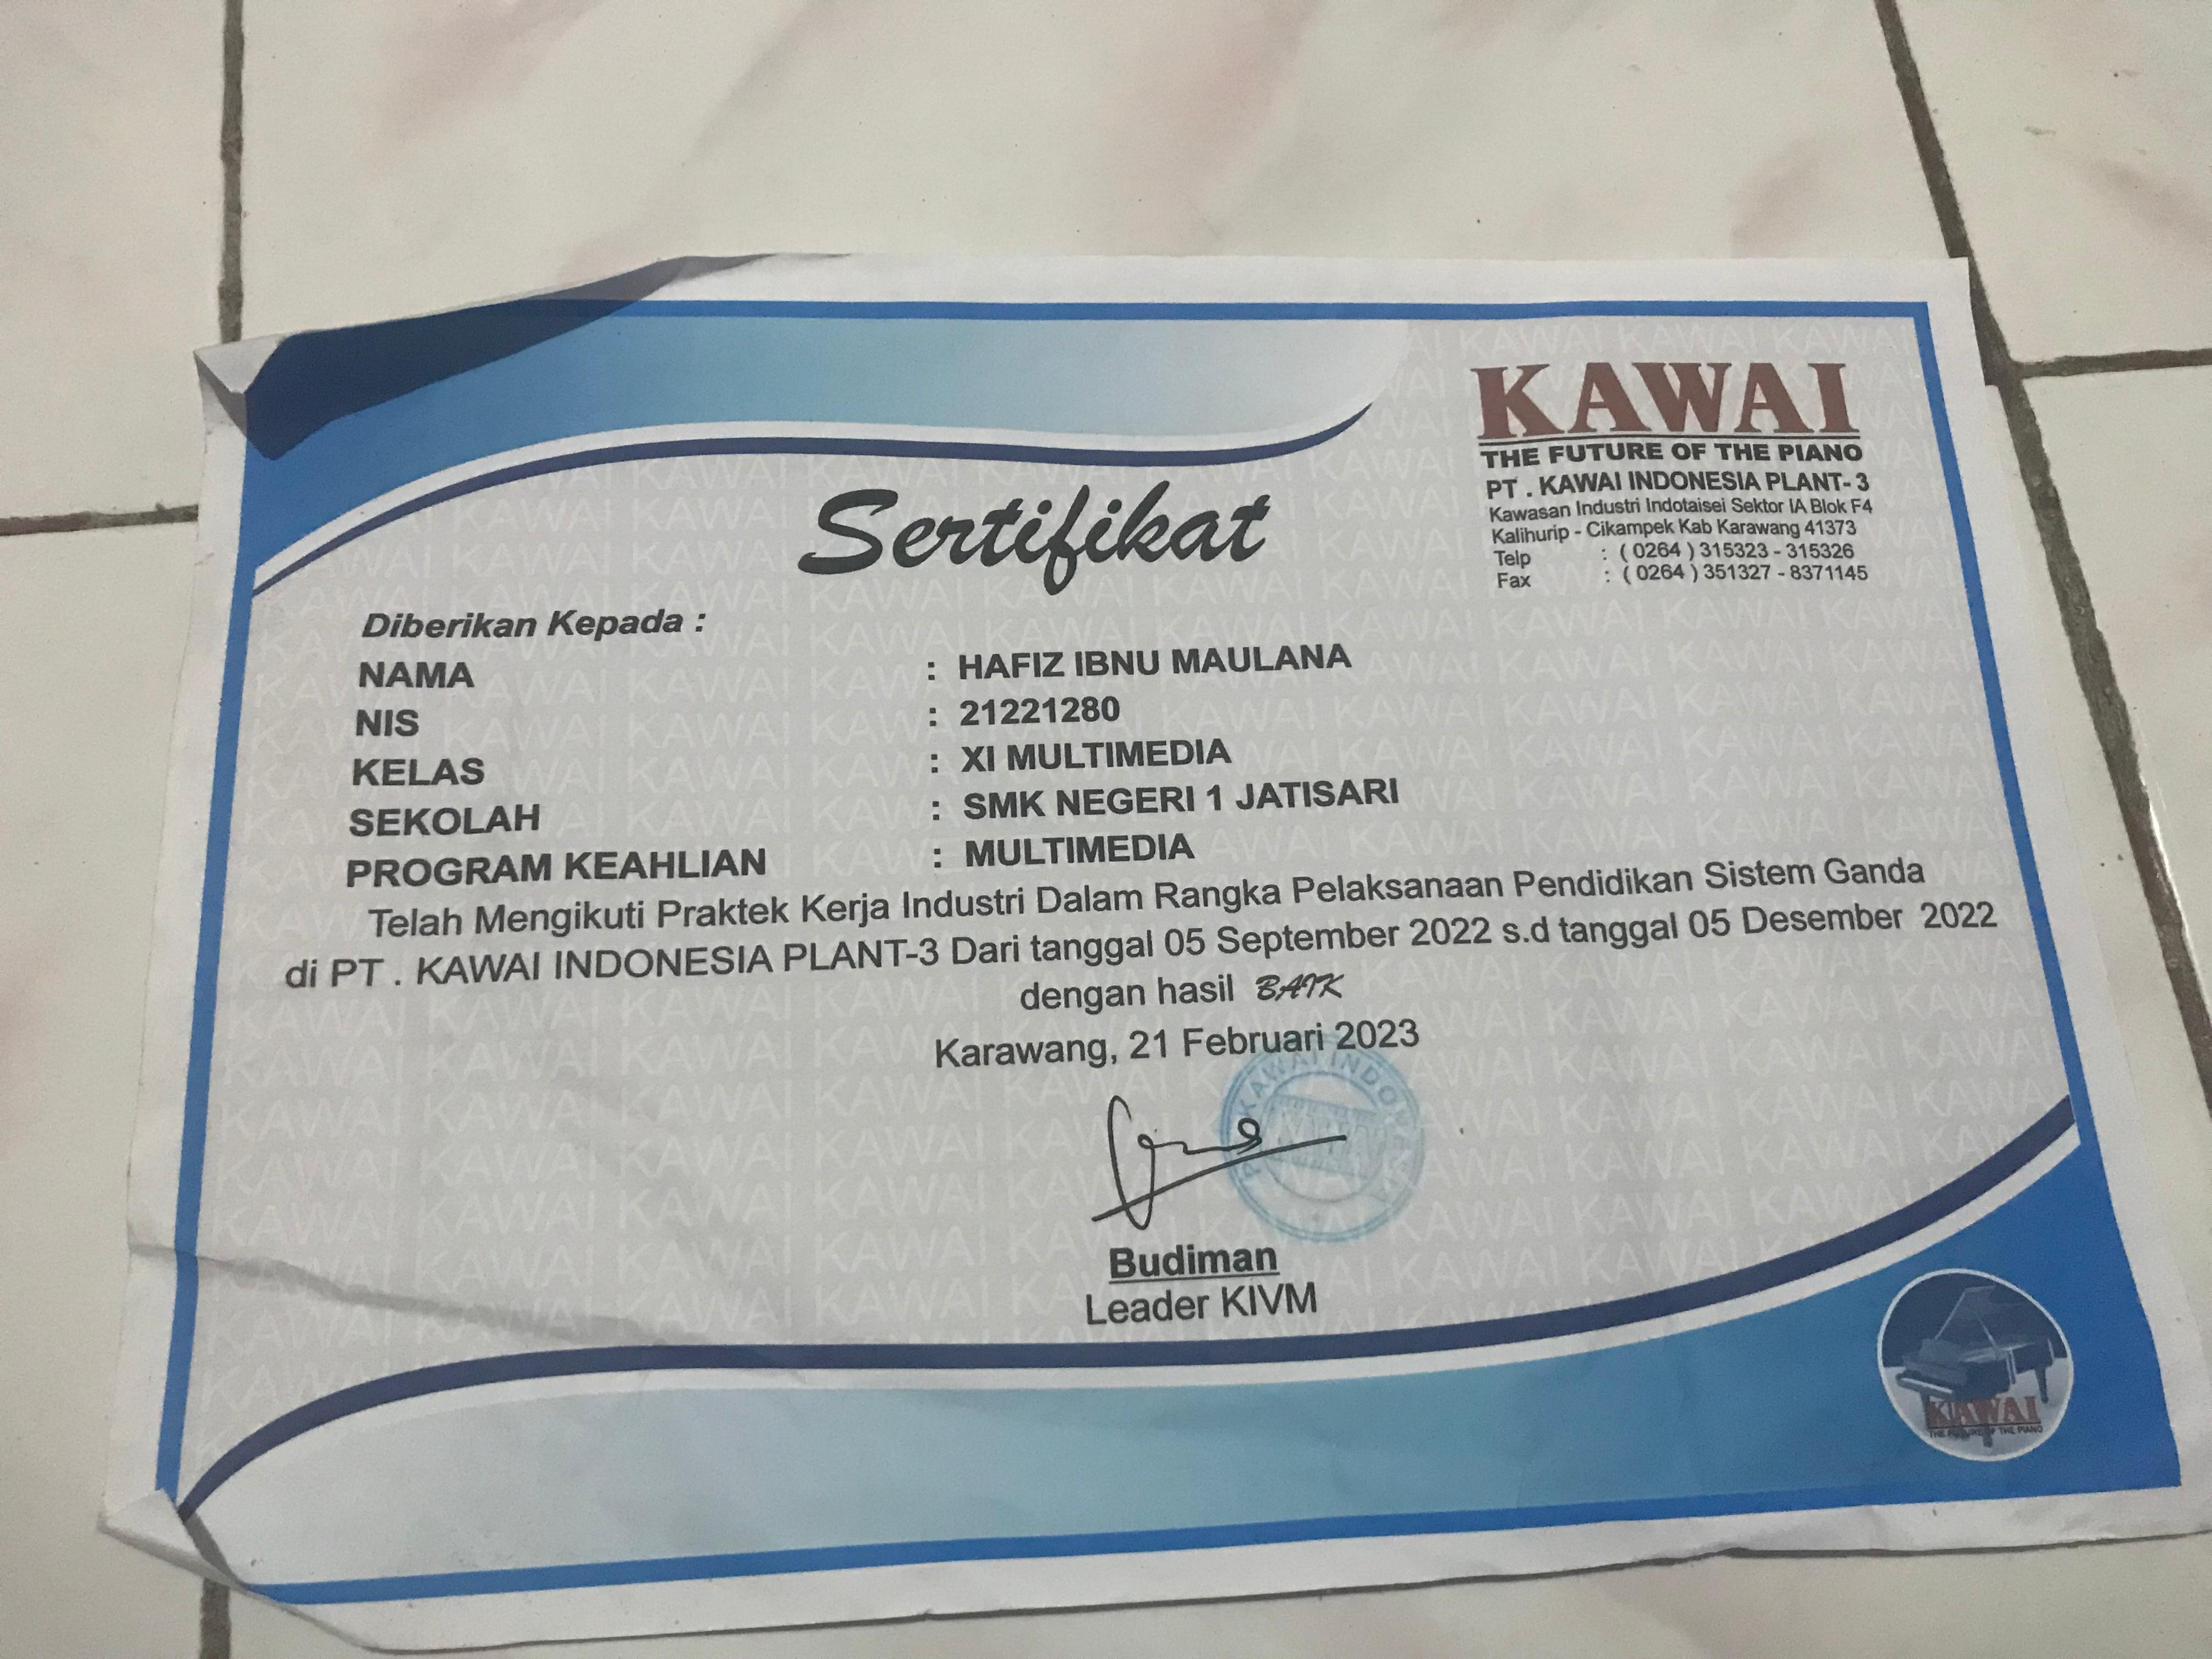 KAWAI
THE FUTURE OF THE PIANO
PT . KAWAI INDONESIA PLANT- 3
Kawasan Industri Indotaisei Sektor IA Blok F4
Kalihurip - Cikampek Kab Karawang 41373
Telp : ( 0264 ) 315323 - 315326
Fax : ( 0264 ) 351327 - 8371145
Sertifikat
Diberikan Kepada :
NAMA : HAFIZ IBNU MAULANA
NIS : 21221280
KELAS : XI MULTIMEDIA
SEKOLAH : SMK NEGERI 1 JATISARI
PROGRAM KEAHLIAN : MULTIMEDIA
Telah Mengikuti Praktek Kerja Industri Dalam Rangka Pelaksanaan Pendidikan Sistem Ganda
di PT . KAWAI INDONESIA PLANT-3 Dari tanggal 05 September 2022 s.d tanggal 05 Desember 2022
dengan hasil BAIK
Karawang, 21 Februari 2023
Budiman
Leader KIVM
KAWAI
THE FUTURE OF THE PIANO